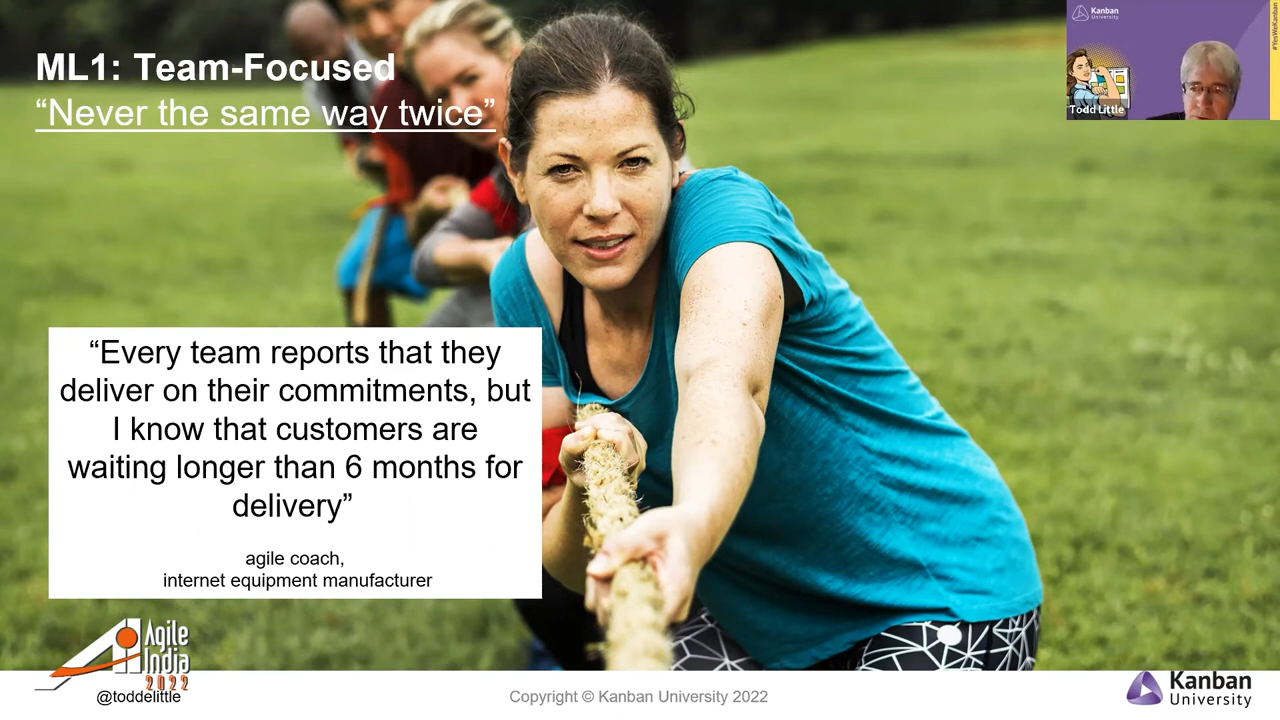 ML1: Team-Focused
“Never the same way twice”
Kanban
University
#YesWeKanban
Todd Little
“Every team reports that they
deliver on their commitments, but
I know that customers are
waiting longer than 6 months for
delivery”
agile coach,
internet equipment manufacturer
Agile
India
2022
@toddelittle
Copyright © Kanban University 2022
Kanban
University